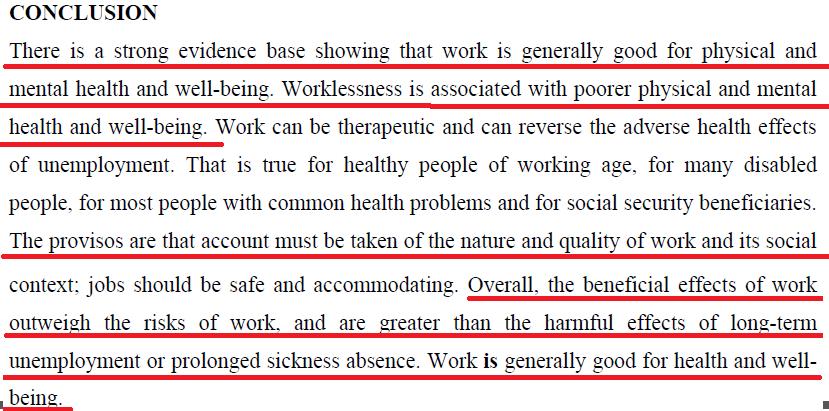 CONCLUSION
There is a strong evidence base showing that work is generally good for physical and
mental health and well-being. Worklessness is associated with poorer physical and mental
health and well-being. Work can be therapeutic and can reverse the adverse health effects
of unemployment. That is true for healthy people of working age, for many disabled
people, for most people with common health problems and for social security beneficiaries.
The provisos are that account must be taken of the nature and quality of work and its social
context; jobs should be safe and accommodating. Overall, the beneficial effects of work
outweigh the risks of work, and are greater than the harmful effects of long-term
unemployment or prolonged sickness absence. Work is generally good for health and well-
being.